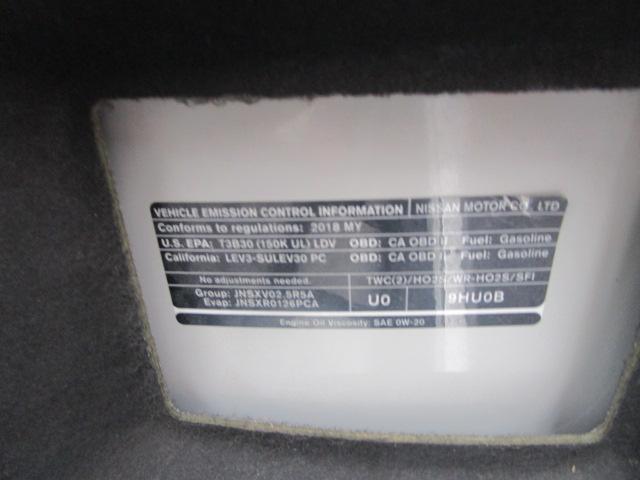 VEHICLE EMISSION CONTROL INFORMATION NISSAN MOTOR CO., LTD
Conforms to regulations: 2018 MY
U.S. EPA: T3B30 (150K UL) LDV OBD: CA OBD II Fuel: Gasoline
California: LEV3-SULEV30 PC OBD: CA OBD II Fuel: Gasoline
No adjustments needed. TWC(2)/HO2S/WR-HO2S/SFI
Group: JNSXV02.5R5A
Evap: JNSXR0126PCA
U0 9HU0B
Engine Oil Viscosity: SAE 0W-20